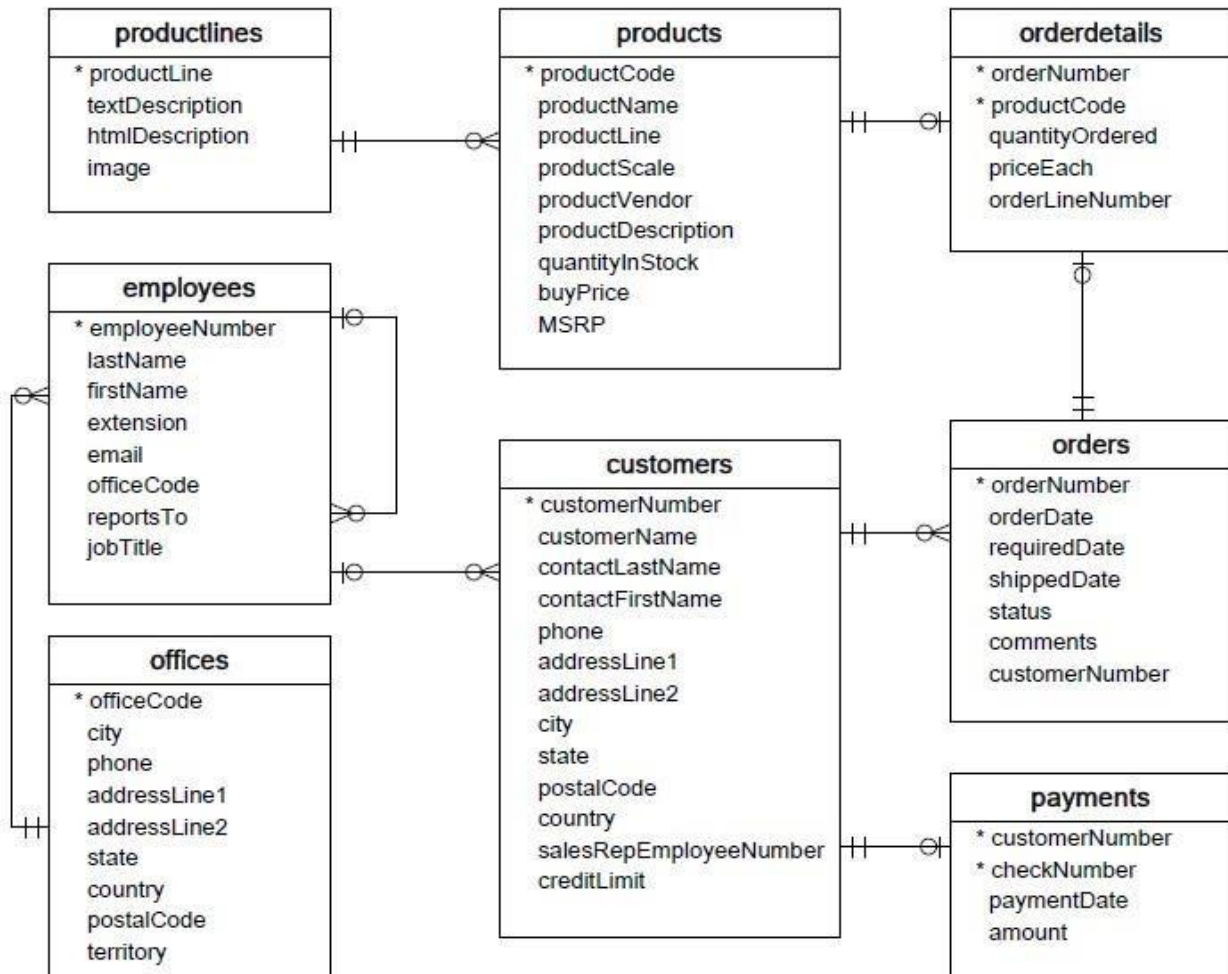 productlines
* productLine
textDescription
htmlDescription
image
products
* productCode
productName
productLine
productScale
productVendor
productDescription
quantityInStock
buyPrice
MSRP
orderdetails
* orderNumber
* productCode
quantityOrdered
priceEach
orderLineNumber
employees
* employeeNumber
lastName
firstName
extension
email
officeCode
reportsTo
jobTitle
customers
* customerNumber
customerName
contactLastName
contactFirstName
phone
addressLine1
addressLine2
city
state
postalCode
country
salesRepEmployeeNumber
creditLimit
orders
* orderNumber
orderDate
requiredDate
shippedDate
status
comments
customerNumber
offices
* officeCode
city
phone
addressLine1
addressLine2
state
country
postalCode
territory
payments
* customerNumber
* checkNumber
paymentDate
amount